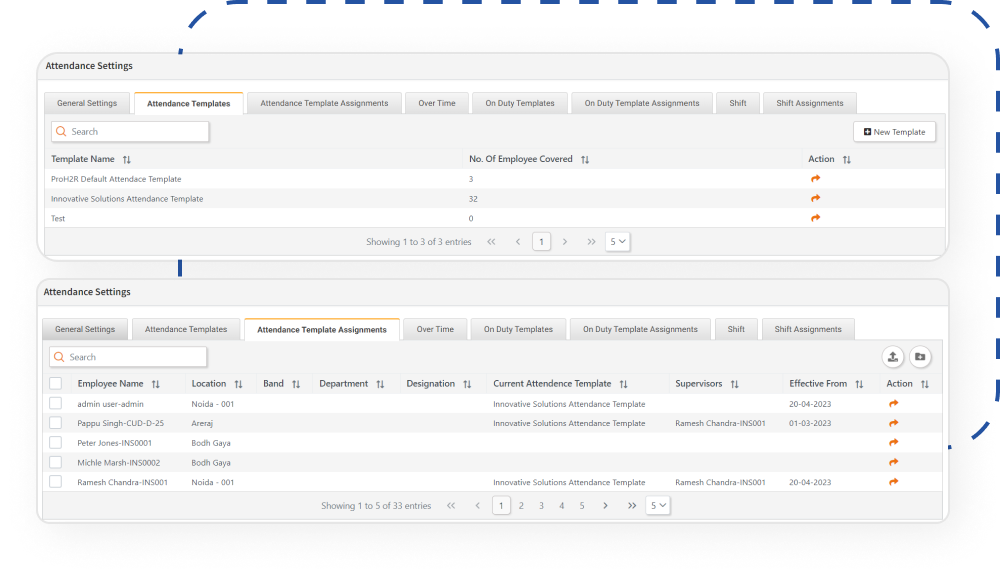 Attendance Settings
General Settings Attendance Templates Attendance Template Assignments Over Time On Duty Templates On Duty Template Assignments Shift Shift Assignments
Search New Template
Template Name No. Of Employee Covered Action
ProH2R Default Attendace Template 3
Innovative Solutions Attendance Template 32
Test 0
Showing 1 to 3 of 3 entries « ‹ 1 › » 5
Attendance Settings
General Settings Attendance Templates Attendance Template Assignments Over Time On Duty Templates On Duty Template Assignments Shift Shift Assignments
Search
Employee Name Location Band Department Designation Current Attendence Template Supervisors Effective From Action
admin user-admin Noida - 001 Innovative Solutions Attendance Template 20-04-2023
Pappu Singh-CUD-D-25 Areraj Innovative Solutions Attendance Template Ramesh Chandra-INS001 01-03-2023
Peter Jones-INS0001 Bodh Gaya
Michle Marsh-INS0002 Bodh Gaya
Ramesh Chandra-INS001 Noida - 001 Innovative Solutions Attendance Template Ramesh Chandra-INS001 20-04-2023
Showing 1 to 5 of 33 entries « ‹ 1 2 3 4 5 › » 5